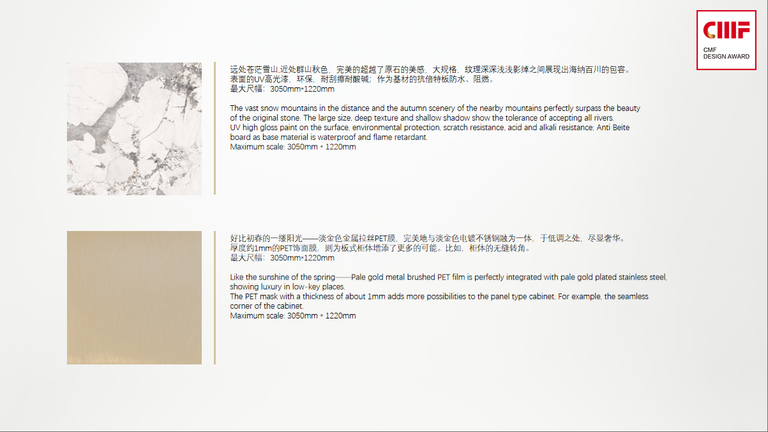 CMF
CMF
DESIGN AWARD
远处苍茫雪山,近处群山秋色，完美的超越了原石的美感，大规格，纹理深深浅浅影绰之间展现出海纳百川的包容。
表面的UV高光漆，环保、耐刮擦耐酸碱；作为基材的抗倍特板防水、阻燃。
最大尺幅：3050mm*1220mm
The vast snow mountains in the distance and the autumn scenery of the nearby mountains perfectly surpass the beauty
of the original stone. The large size, deep texture and shallow shadow show the tolerance of accepting all rivers.
UV high gloss paint on the surface, environmental protection, scratch resistance, acid and alkali resistance; Anti Beite
board as base material is waterproof and flame retardant.
Maximum scale: 3050mm * 1220mm
好比初春的一缕阳光——淡金色金属拉丝PET膜，完美地与淡金色电镀不锈钢融为一体，于低调之处，尽显奢华。
厚度约1mm的PET饰面膜，则为板式柜体增添了更多的可能。比如，柜体的无缝转角。
最大尺幅：3050mm*1220mm
Like the sunshine of the spring——Pale gold metal brushed PET film is perfectly integrated with pale gold plated stainless steel,
showing luxury in low-key places.
The PET mask with a thickness of about 1mm adds more possibilities to the panel type cabinet. For example, the seamless
corner of the cabinet.
Maximum scale: 3050mm * 1220mm